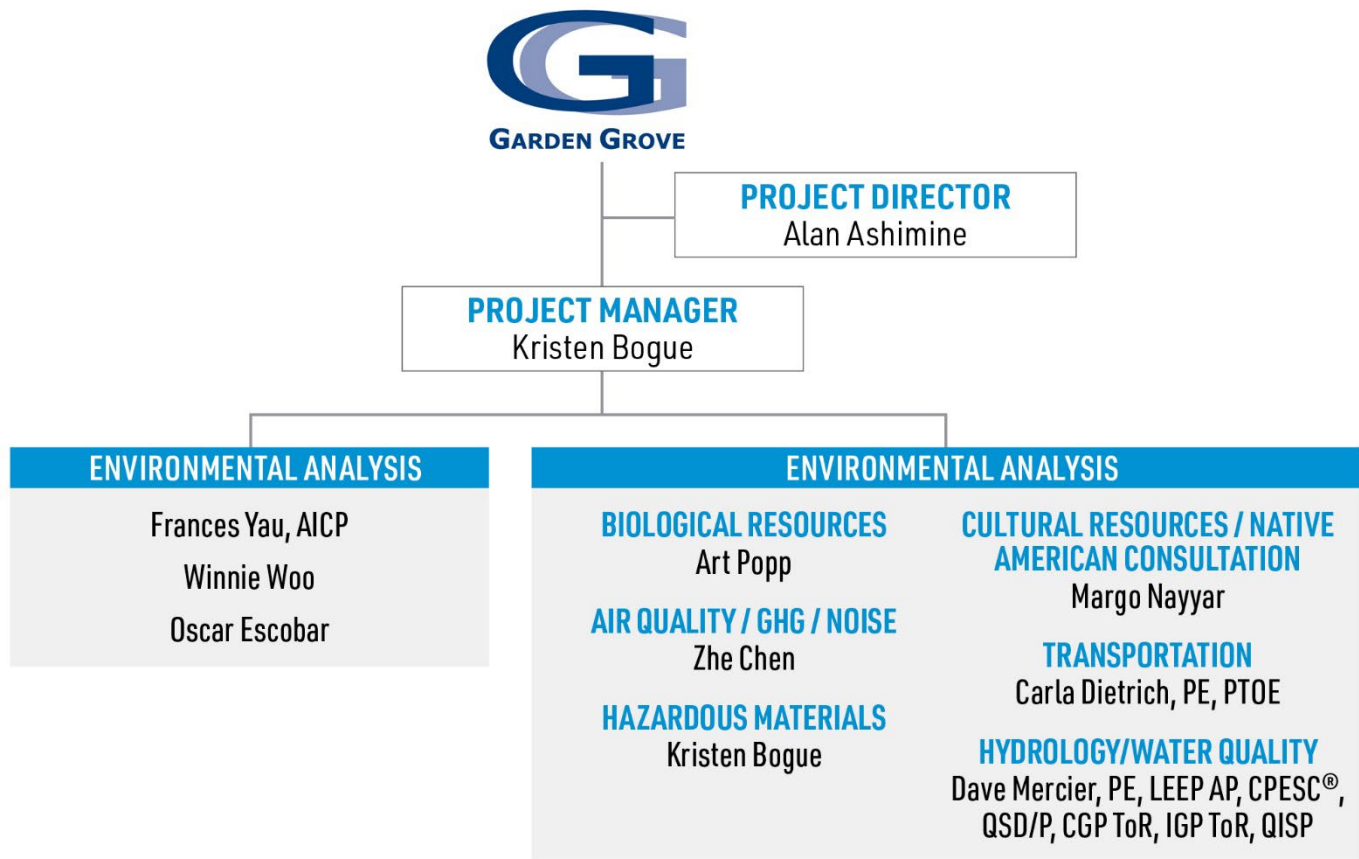 GG
GARDEN GROVE
PROJECT DIRECTOR
Alan Ashimine
PROJECT MANAGER
Kristen Bogue
ENVIRONMENTAL ANALYSIS
Frances Yau, AICP
Winnie Woo
Oscar Escobar
ENVIRONMENTAL ANALYSIS
BIOLOGICAL RESOURCES
Art Popp
AIR QUALITY / GHG / NOISE
Zhe Chen
HAZARDOUS MATERIALS
Kristen Bogue
CULTURAL RESOURCES / NATIVE
AMERICAN CONSULTATION
Margo Nayyar
TRANSPORTATION
Carla Dietrich, PE, PTOE
HYDROLOGY/WATER QUALITY
Dave Mercier, PE, LEEP AP, CPESC®,
QSD/P, CGP ToR, IGP ToR, QISP